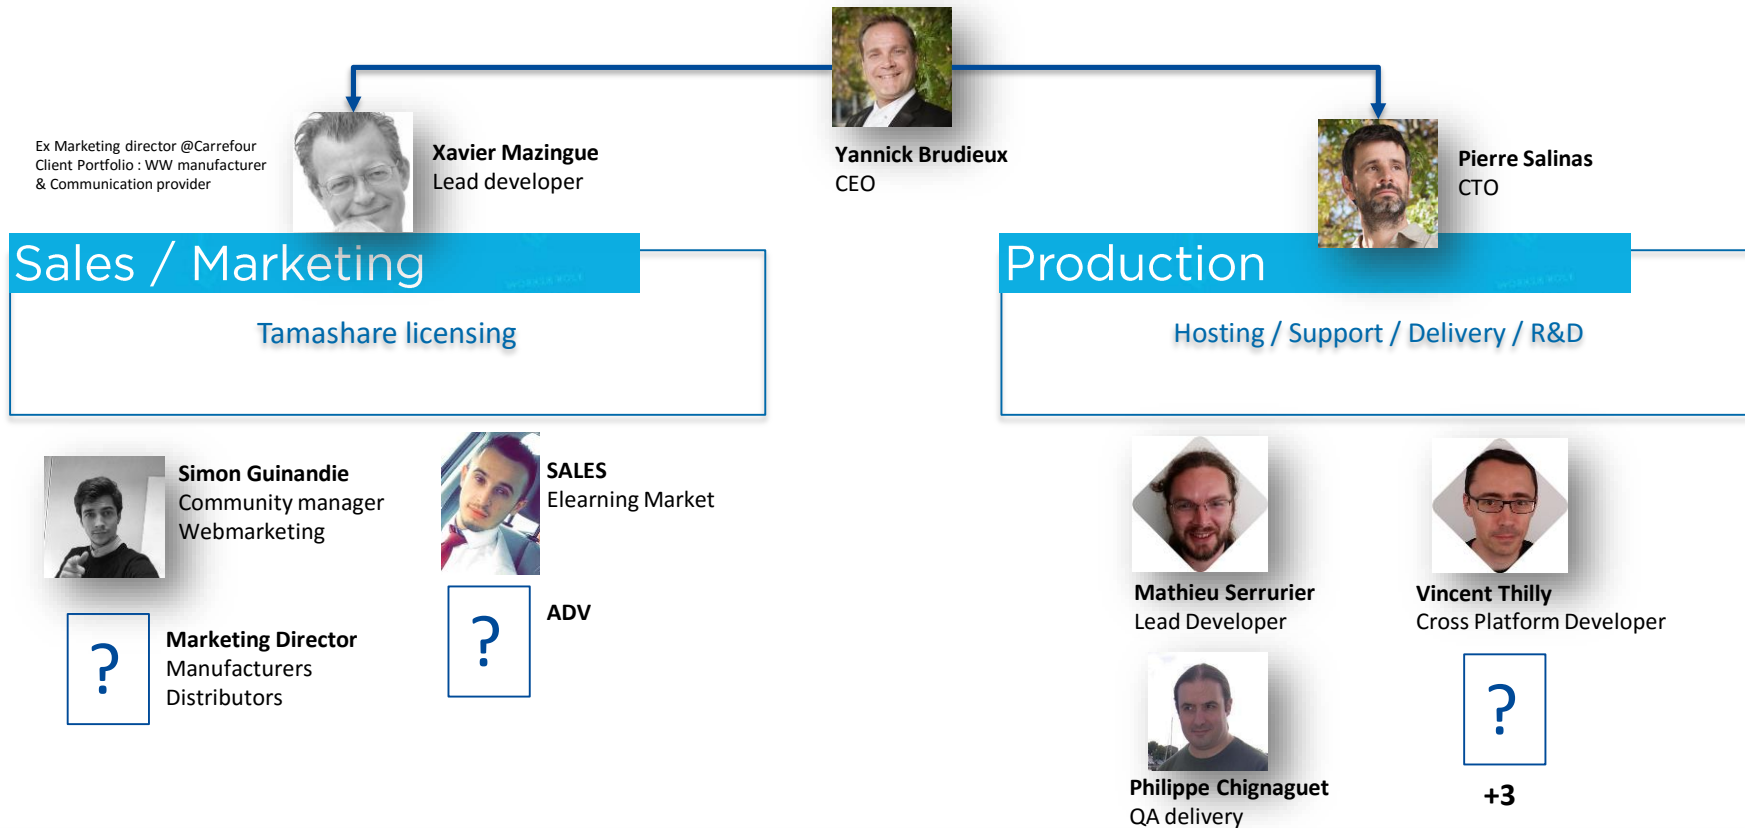 Ex Marketing director @Carrefour
Client Portfolio : WW manufacturer
& Communication provider
Xavier Mazingue
Lead developer
Yannick Brudieux
CEO
Pierre Salinas
CTO
Sales / Marketing
Tamashare licensing
Production
Hosting / Support / Delivery / R&D
Simon Guinandie
Community manager
Webmarketing
SALES
Elearning Market
?
Marketing Director
Manufacturers
Distributors
?
ADV
Mathieu Serrurier
Lead Developer
Vincent Thilly
Cross Platform Developer
Philippe Chignaguet
QA delivery
?
+3